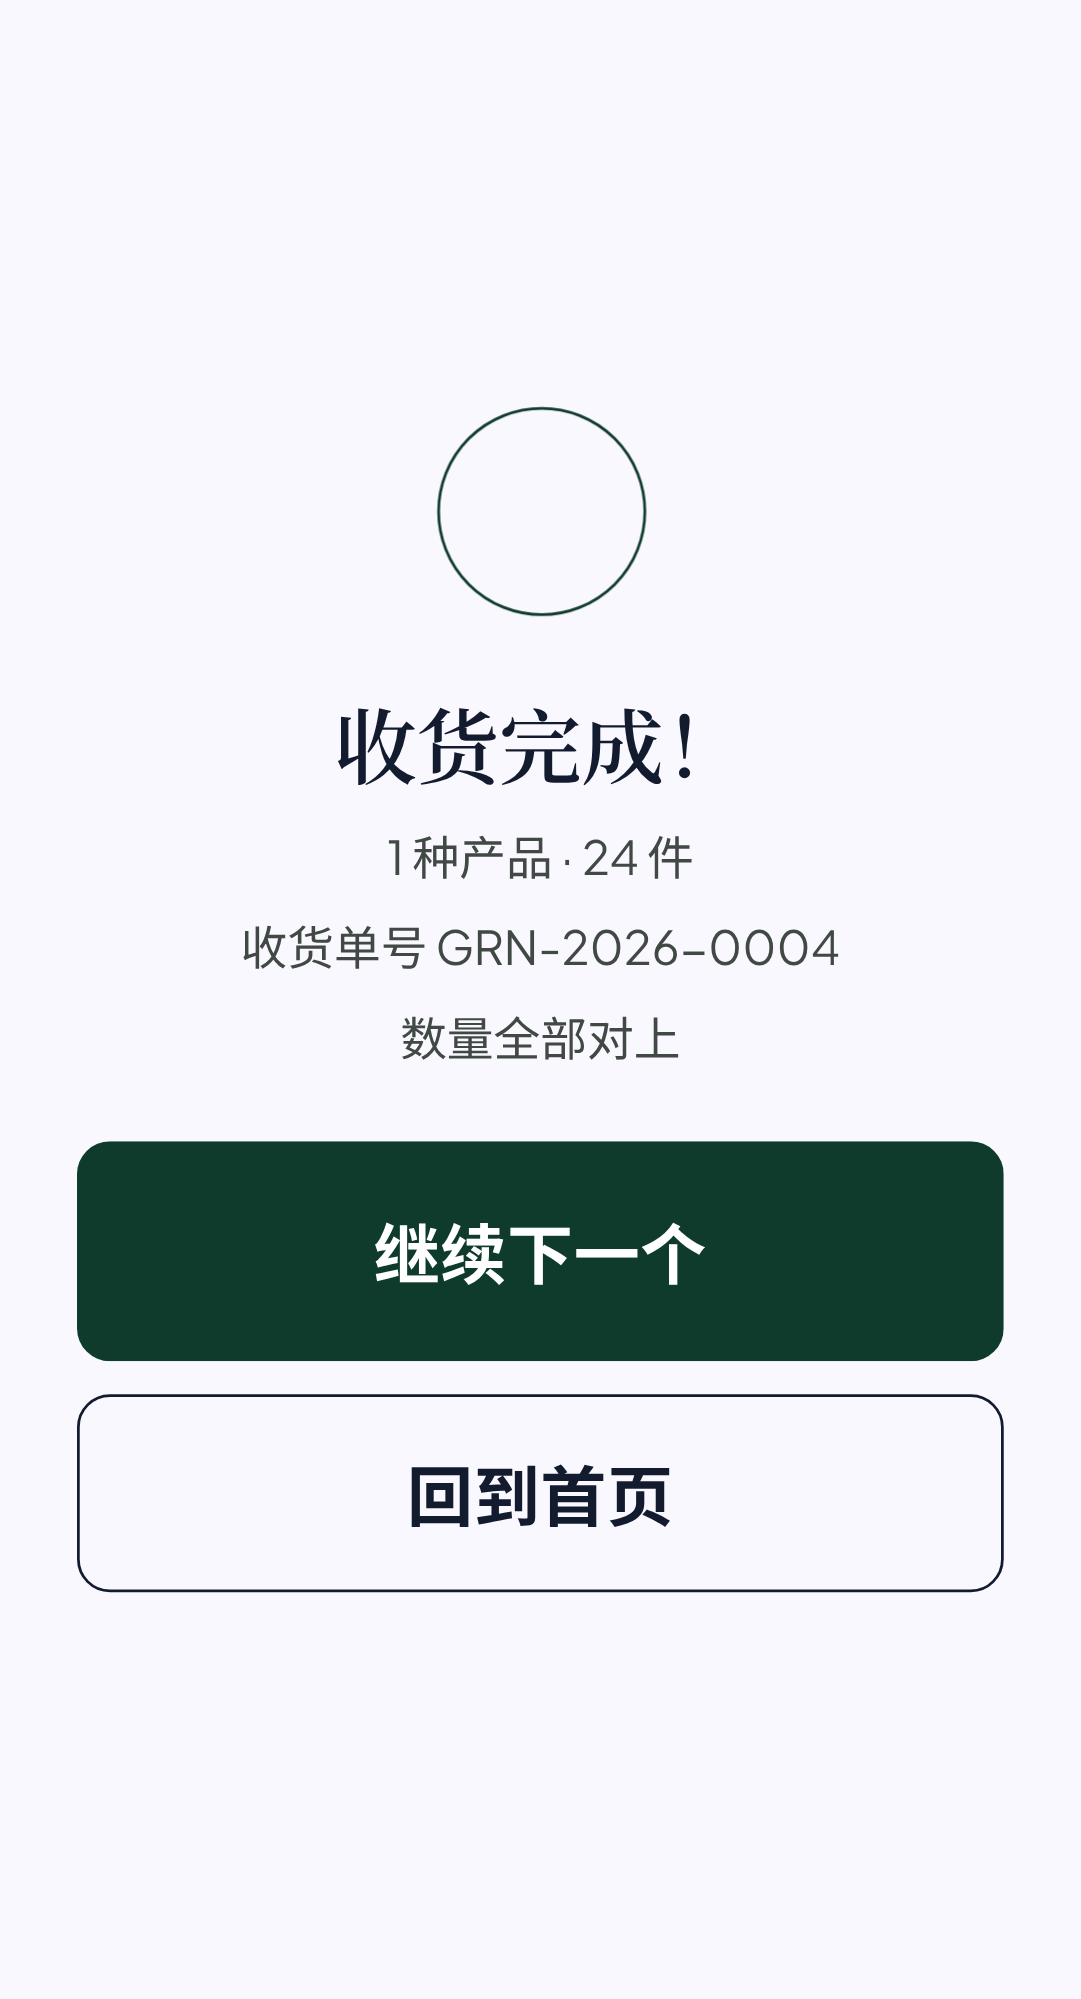 收货完成！
1 种产品 · 24 件
收货单号 GRN-2026-0004
数量全部对上
继续下一个
回到首页